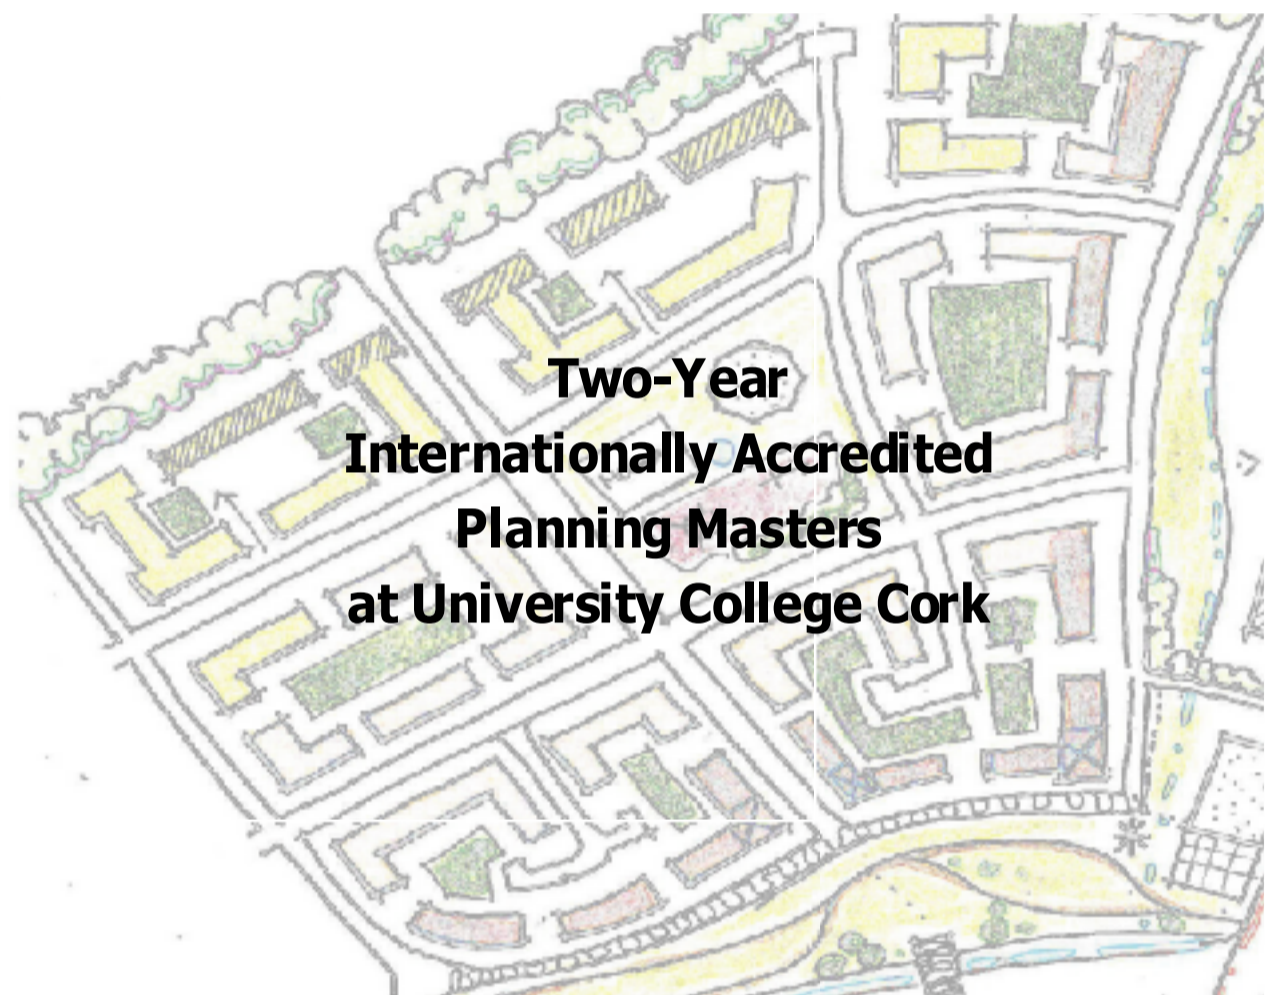 Two-Year
Internationally Accredited
Planning Masters
at University College Cork